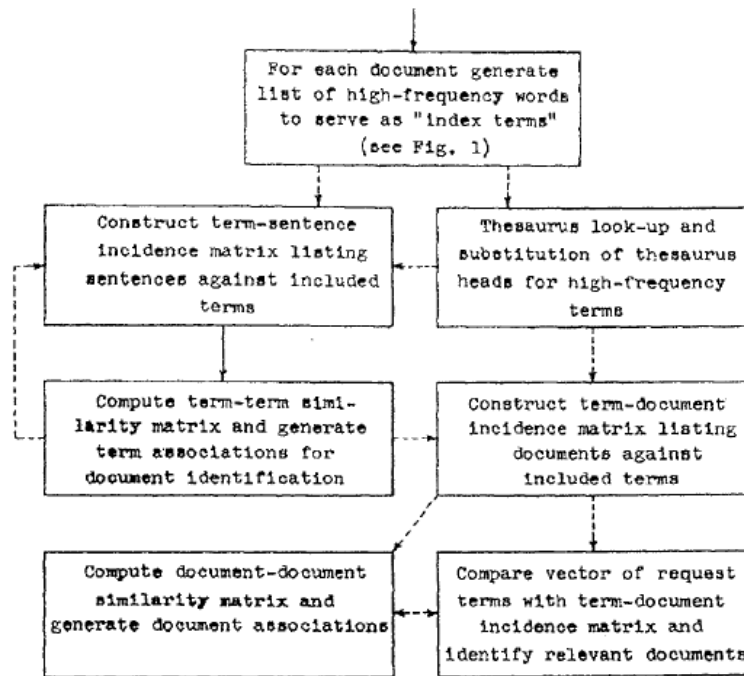 For each document generate
list of high-frequency words
to serve as "index terms"
(see Fig. 1)
Construct term-sentence
incidence matrix listing
sentences against included
terms
Thesaurus look-up and
substitution of thesaurus
heads for high-frequency
terms
Compute term-term simi-
larity matrix and generate
term associations for
document identification
Construct term-document
incidence matrix listing
documents against
included terms
Compute document-document
similarity matrix and
generate document associations
Compare vector of request
terms with term-document
incidence matrix and
identify relevant documents